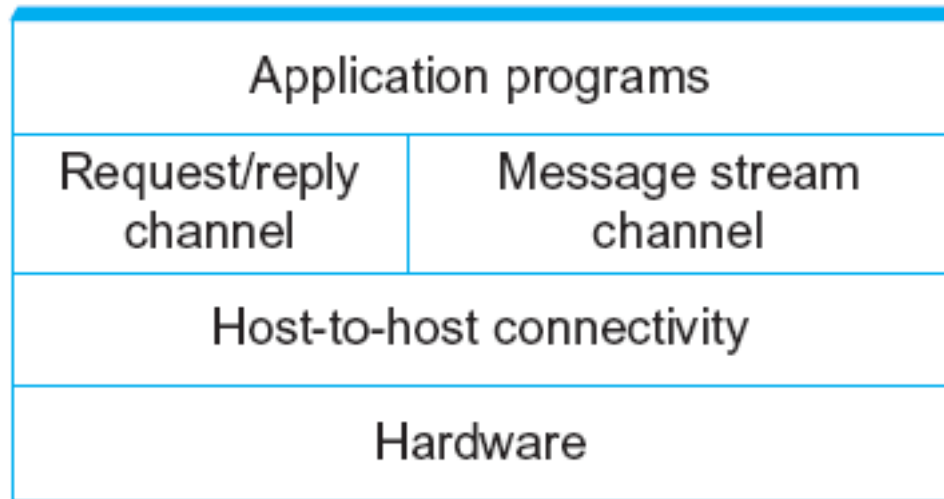 Application programs
Request/reply
channel
Message stream
channel
Host-to-host connectivity
Hardware